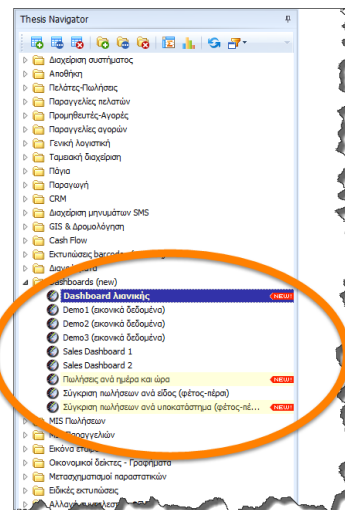 Thesis Navigator
Διαχείριση συστήματος
Αποθήκη
Πελάτες-Πωλήσεις
Παραγγελίες πελατών
Προμηθευτές-Αγορές
Παραγγελίες αγορών
Γενική λογιστική
Ταμειακή διαχείριση
Πάγια
Παραγωγή
CRM
Διαχείριση μηνυμάτων SMS
GIS & Δρομολόγηση
Cash Flow
Εκτυπώσεις barcode
Dashboards (new)
Dashboard λιανικής NEW!
Demo1 (εικονικά δεδομένα)
Demo2 (εικονικά δεδομένα)
Demo3 (εικονικά δεδομένα)
Sales Dashboard 1
Sales Dashboard 2
Πωλήσεις ανά ημέρα και ώρα NEW!
Σύγκριση πωλήσεων ανά είδος (φέτος-πέρσι)
Σύγκριση πωλήσεων ανά υποκατάστημα (φέτος-πέ... NEW!
MIS Πωλήσεων
Παραγγελιών
Εικόνα
Οικονομικοί δείκτες - Γραφήματα
Μετασχηματισμοί παραστατικών
Ειδικές εκτυπώσεις